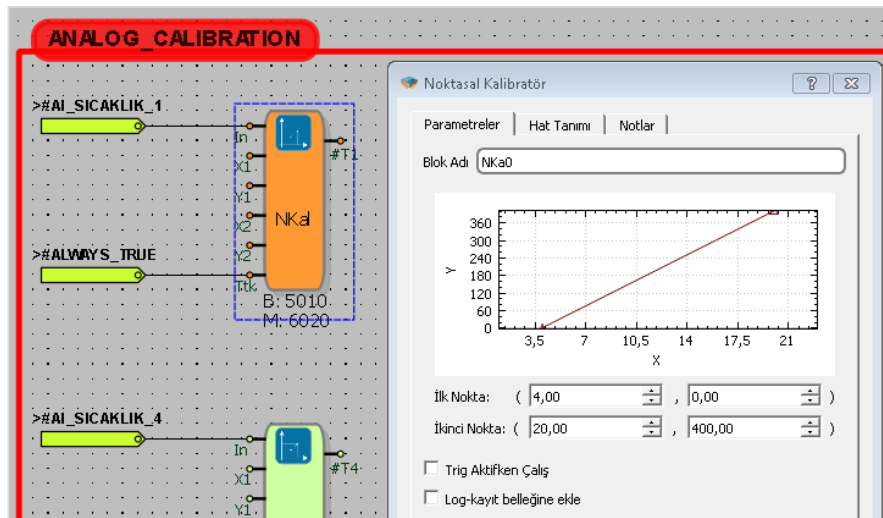 ANALOG_CALIBRATION
>#AI_SICAKLIK_1
In
X1
Y1
X2
Y2
Ttk
#T1
NKal
>#ALWAYS_TRUE
B: 5010
M: 6020
>#AI_SICAKLIK_4
In
X1
Y1
#T4
Noktasal Kalibratör
Parametreler Hat Tanımı Notlar
Blok Adı NKa0
Y
360
300
240
180
120
60
0
3,5 7 10,5 14 17,5 21
X
İlk Nokta: ( 4,00 , 0,00 )
İkinci Nokta: ( 20,00 , 400,00 )
Trig Aktifken Çalış
Log-kayıt belleğine ekle